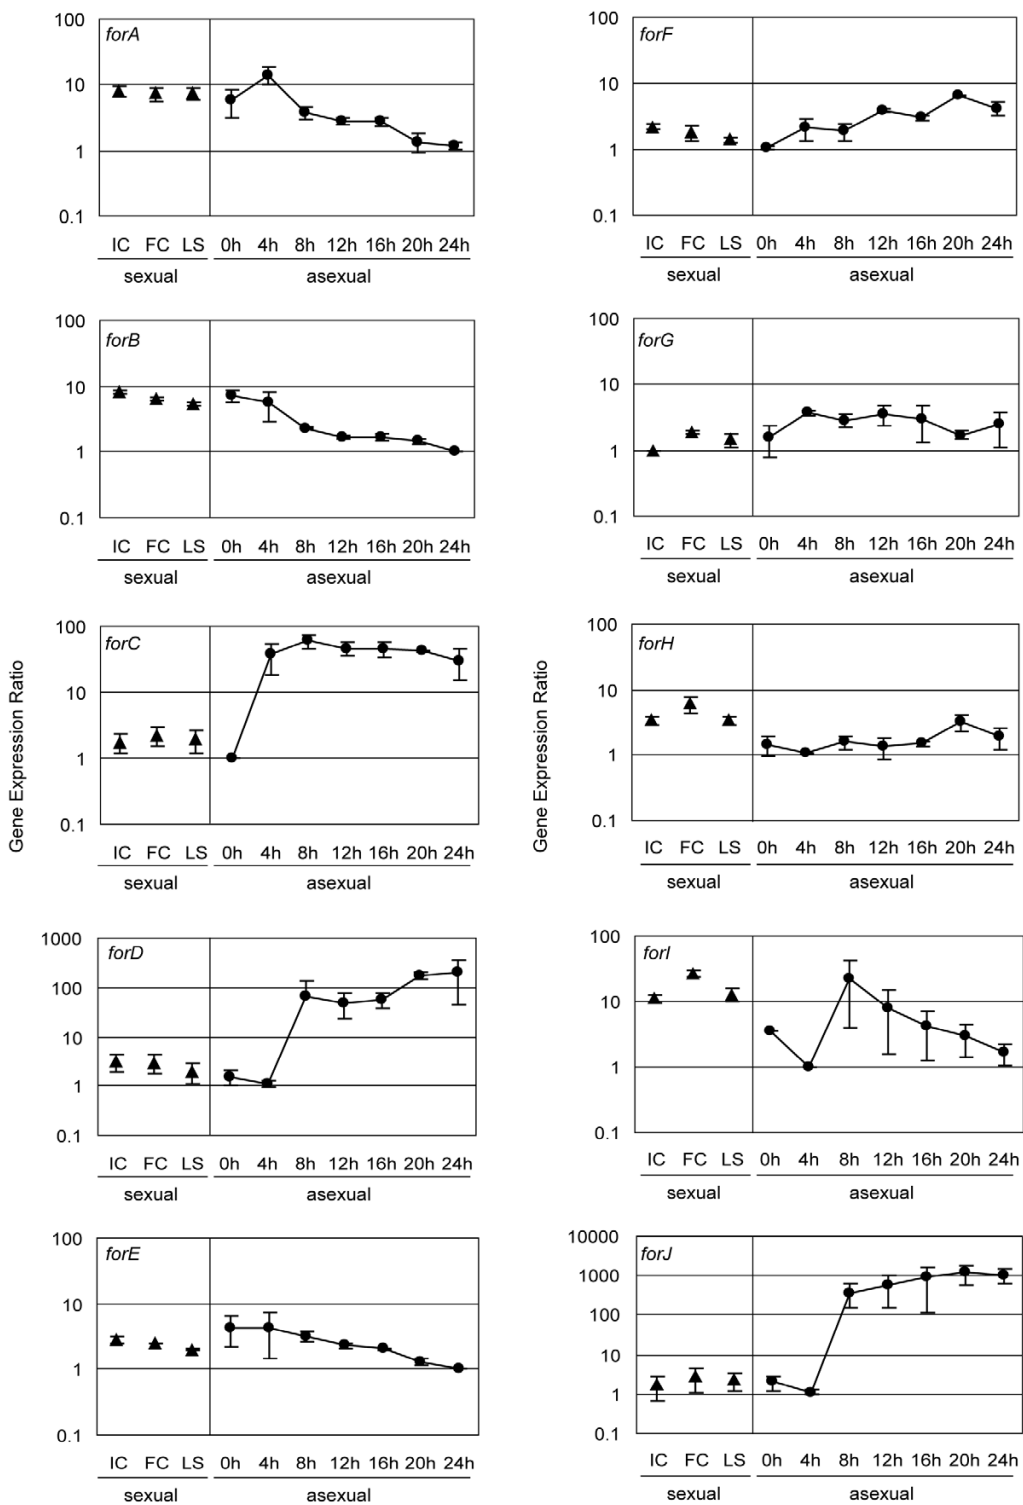 forA
100
10
1
0.1
IC FC LS 0h 4h 8h 12h 16h 20h 24h
sexual asexual
forB
100
10
1
0.1
IC FC LS 0h 4h 8h 12h 16h 20h 24h
sexual asexual
Gene Expression Ratio
forC
100
10
1
0.1
IC FC LS 0h 4h 8h 12h 16h 20h 24h
sexual asexual
forD
1000
100
10
1
0.1
IC FC LS 0h 4h 8h 12h 16h 20h 24h
sexual asexual
forE
100
10
1
0.1
IC FC LS 0h 4h 8h 12h 16h 20h 24h
sexual asexual
forF
100
10
1
0.1
IC FC LS 0h 4h 8h 12h 16h 20h 24h
sexual asexual
forG
100
10
1
0.1
IC FC LS 0h 4h 8h 12h 16h 20h 24h
sexual asexual
Gene Expression Ratio
forH
100
10
1
0.1
IC FC LS 0h 4h 8h 12h 16h 20h 24h
sexual asexual
forI
100
10
1
0.1
IC FC LS 0h 4h 8h 12h 16h 20h 24h
sexual asexual
forJ
10000
1000
100
10
1
0.1
IC FC LS 0h 4h 8h 12h 16h 20h 24h
sexual asexual